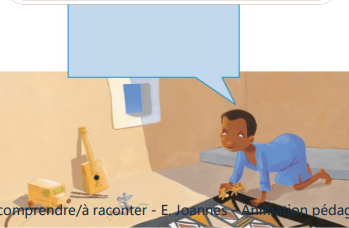 comprendre/à raconter - E. Joannes - Animation pédag